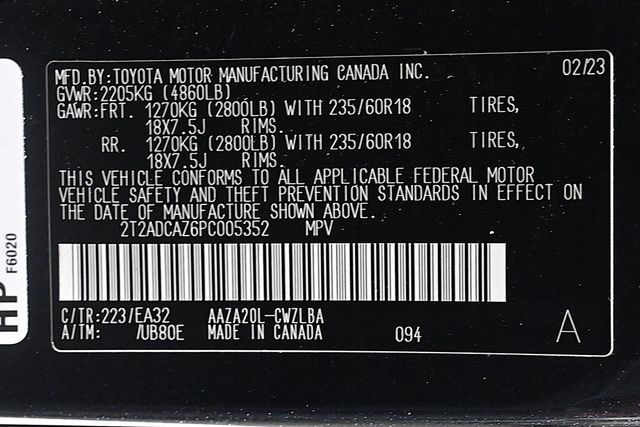 MFD.BY:TOYOTA MOTOR MANUFACTURING CANADA INC. 02/23
GVWR:2205KG (4860LB)
GAWR:FRT. 1270KG (2800LB) WITH 235/60R18 TIRES,
18X7.5J RIMS.
RR. 1270KG (2800LB) WITH 235/60R18 TIRES,
18X7.5J RIMS.
THIS VEHICLE CONFORMS TO ALL APPLICABLE FEDERAL MOTOR
VEHICLE SAFETY AND THEFT PREVENTION STANDARDS IN EFFECT ON
THE DATE OF MANUFACTURE SHOWN ABOVE.
2T2ADCAZ6PC005352 MPV
C/TR:223/EA32 AAZA20L-CWZLBA
A/TM: /UB80E MADE IN CANADA 094 A
F6020